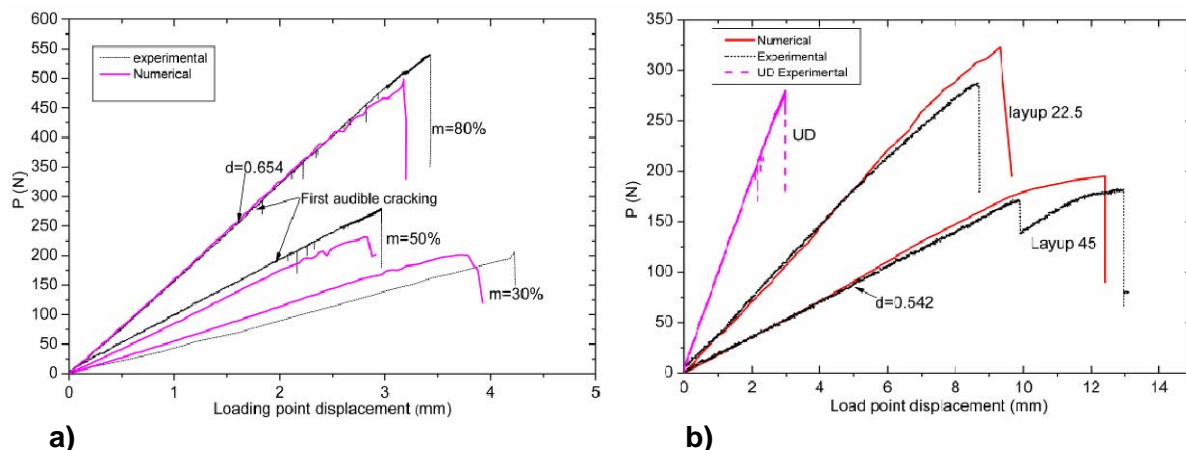 600
550
500
450
400
350
300
250
200
150
100
50
0
P (N)
experimental
Numerical
m=80%
d=0.654
First audible cracking
m=50%
m=30%
0 1 2 3 4 5
Loading point displacement (mm)
a)
b)
350
300
250
200
150
100
50
0
P (N)
Numerical
Experimental
UD Experimental
UD
layup 22.5
Layup 45
d=0.542
0 2 4 6 8 10 12 14
Load point displacement (mm)